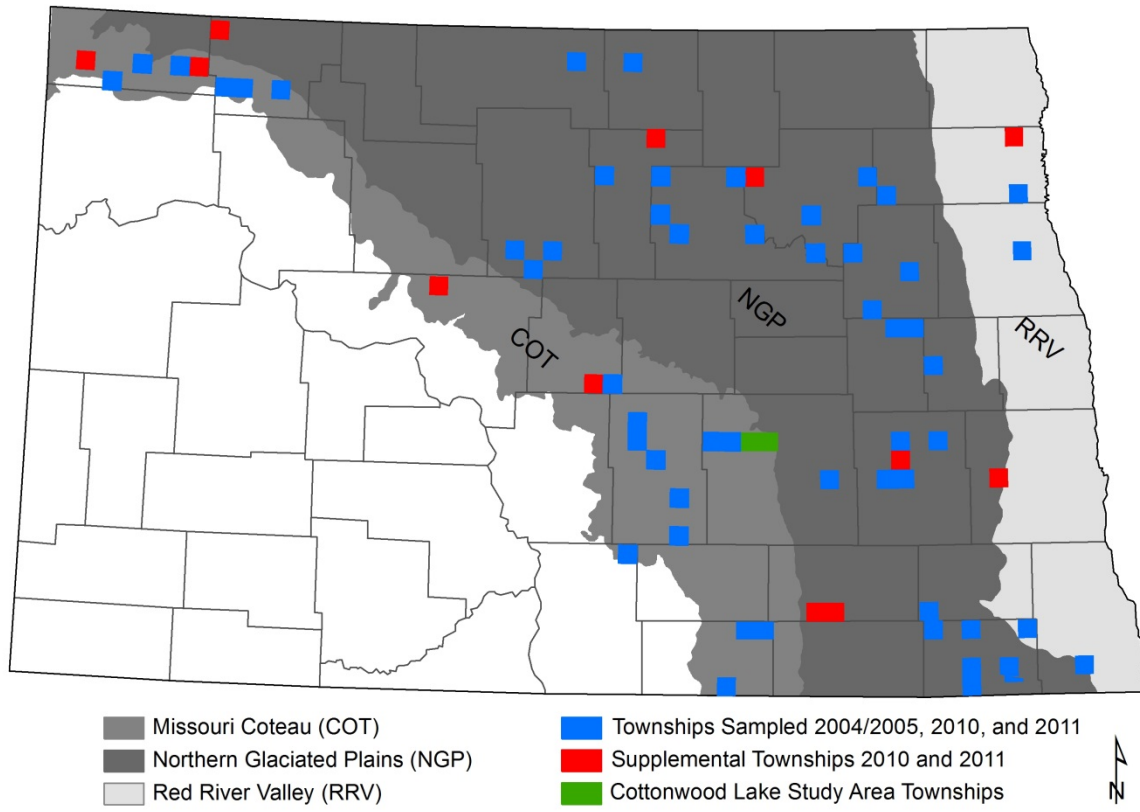 NGP
COT
RRV
Missouri Coteau (COT)
Northern Glaciated Plains (NGP)
Red River Valley (RRV)
Townships Sampled 2004/2005, 2010, and 2011
Supplemental Townships 2010 and 2011
Cottonwood Lake Study Area Townships
N